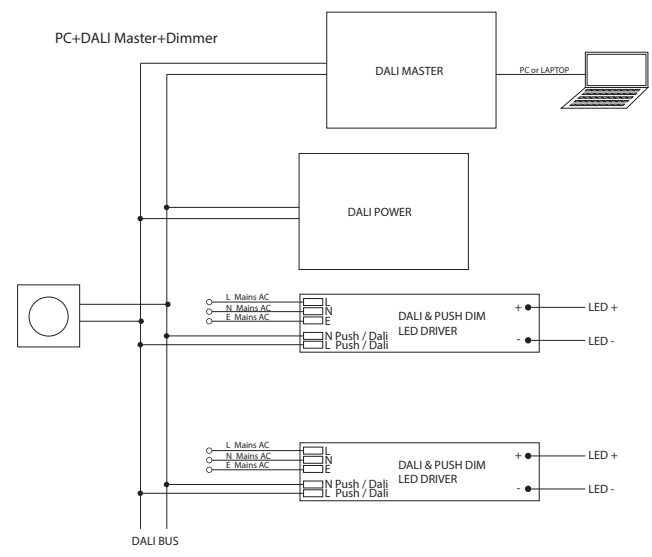 PC+DALI Master+Dimmer
DALI MASTER
PC or LAPTOP
DALI POWER
L Mains AC
N Mains AC
E Mains AC
L
N
E
N Push / Dali
L Push / Dali
DALI & PUSH DIM
LED DRIVER
+
-
LED +
LED -
L Mains AC
N Mains AC
E Mains AC
L
N
E
N Push / Dali
L Push / Dali
DALI & PUSH DIM
LED DRIVER
+
-
LED +
LED -
DALI BUS